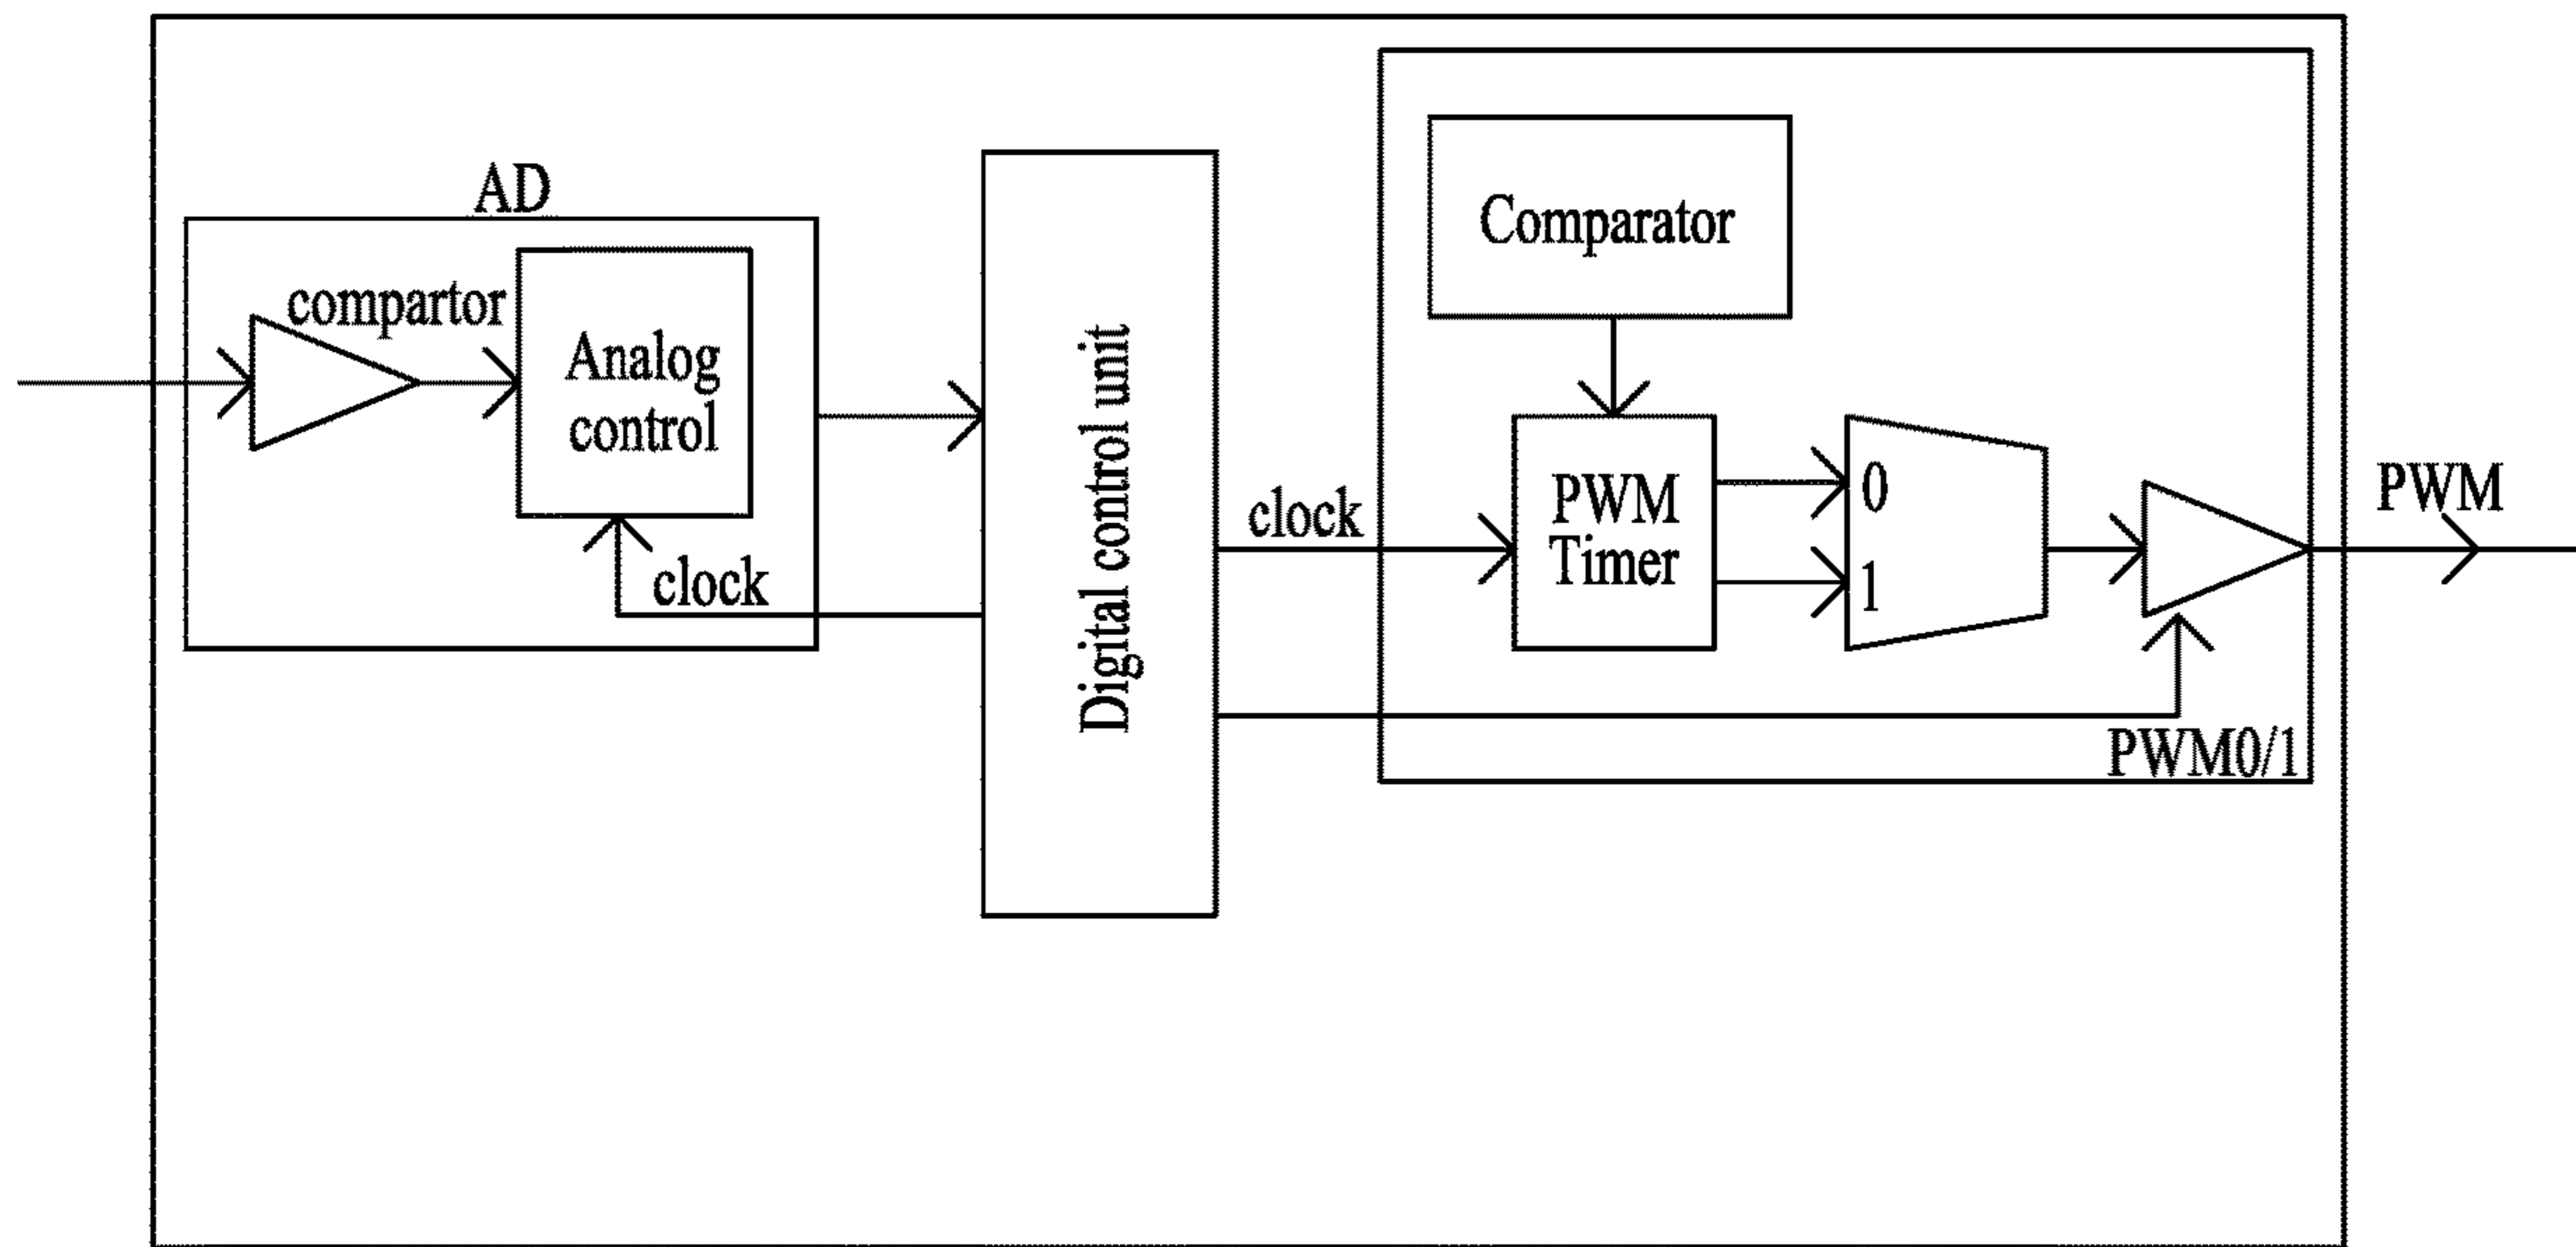 AD
compartor
Analog
control
clock
Digital control unit
clock
Comparator
PWM
Timer
0
1
PWM
PWM0/1